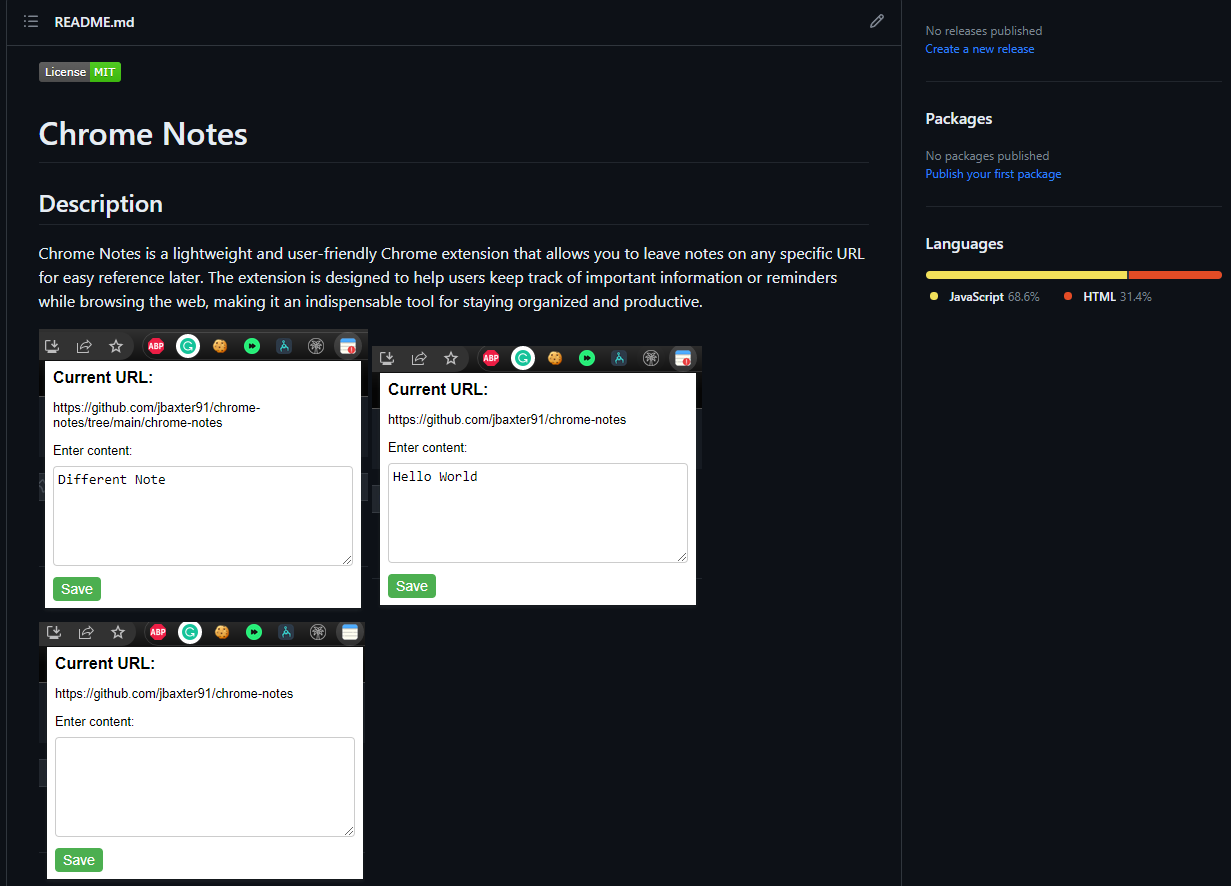 README.md
License MIT
Chrome Notes
Description
Chrome Notes is a lightweight and user-friendly Chrome extension that allows you to leave notes on any specific URL
for easy reference later. The extension is designed to help users keep track of important information or reminders
while browsing the web, making it an indispensable tool for staying organized and productive.
ABP
Current URL:
https://github.com/jbaxter91/chrome-
notes/tree/main/chrome-notes
Enter content:
Different Note
Save
ABP
Current URL:
https://github.com/jbaxter91/chrome-notes
Enter content:
Hello World
Save
ABP
Current URL:
https://github.com/jbaxter91/chrome-notes
Enter content:
Save
No releases published
Create a new release
Packages
No packages published
Publish your first package
Languages
JavaScript 68.6% HTML 31.4%